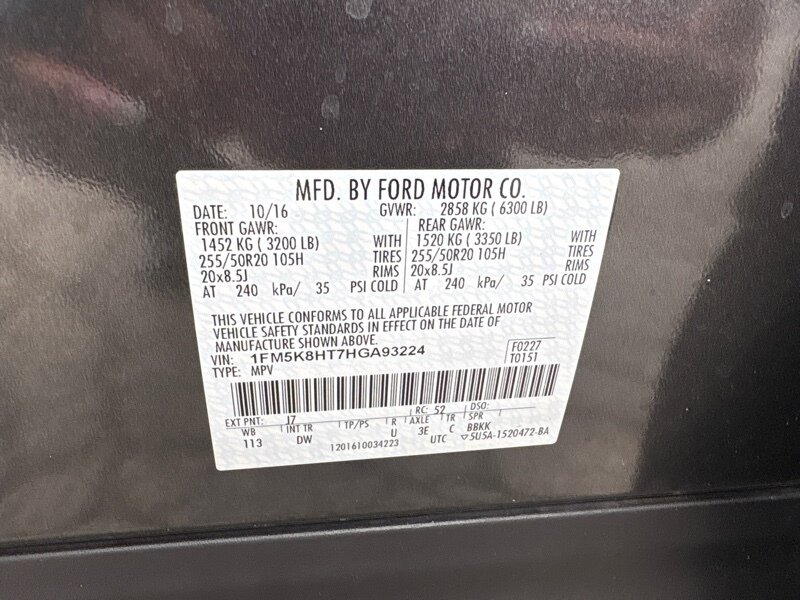 MFD. BY FORD MOTOR CO.
DATE: 10/16 GVWR: 2858 KG ( 6300 LB)
FRONT GAWR: REAR GAWR:
1452 KG ( 3200 LB) WITH 1520 KG ( 3350 LB) WITH
255/50R20 105H TIRES 255/50R20 105H TIRES
20x8.5J RIMS 20x8.5J RIMS
AT 240 kPa/ 35 PSI COLD AT 240 kPa/ 35 PSI COLD
THIS VEHICLE CONFORMS TO ALL APPLICABLE FEDERAL MOTOR
VEHICLE SAFETY STANDARDS IN EFFECT ON THE DATE OF
MANUFACTURE SHOWN ABOVE.
VIN: 1FM5K8HT7HGA93224 F0227
TYPE: MPV T0151
EXT PNT: J7 RC: 52 DSO:
WB INT TR TP/PS R AXLE TR SPR
113 DW U 3E C BBKK
1201610034223 UTC ▽5U5A-1520472-BA